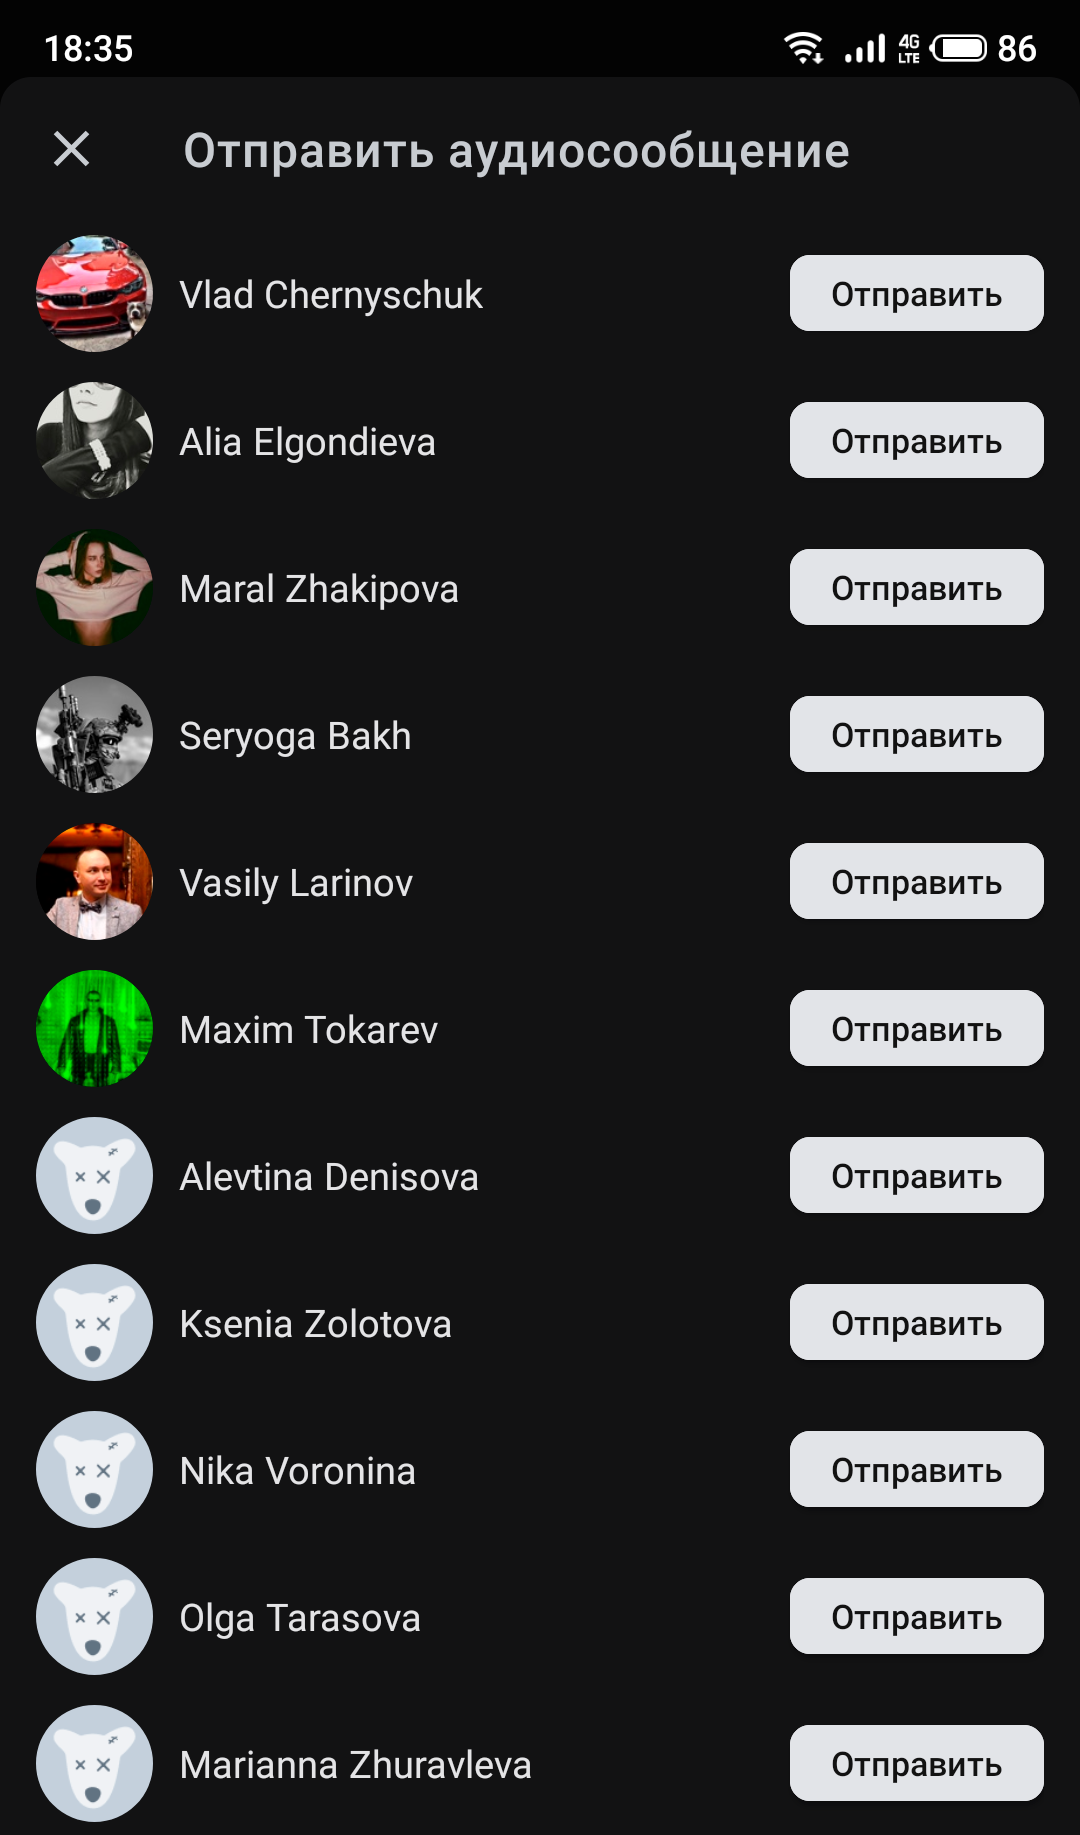 18:35
4G LTE 86
Отправить аудиосообщение
Vlad Chernyschuk Отправить
Alia Elgondieva Отправить
Maral Zhakipova Отправить
Seryoga Bakh Отправить
Vasily Larinov Отправить
Maxim Tokarev Отправить
Alevtina Denisova Отправить
Ksenia Zolotova Отправить
Nika Voronina Отправить
Olga Tarasova Отправить
Marianna Zhuravleva Отправить